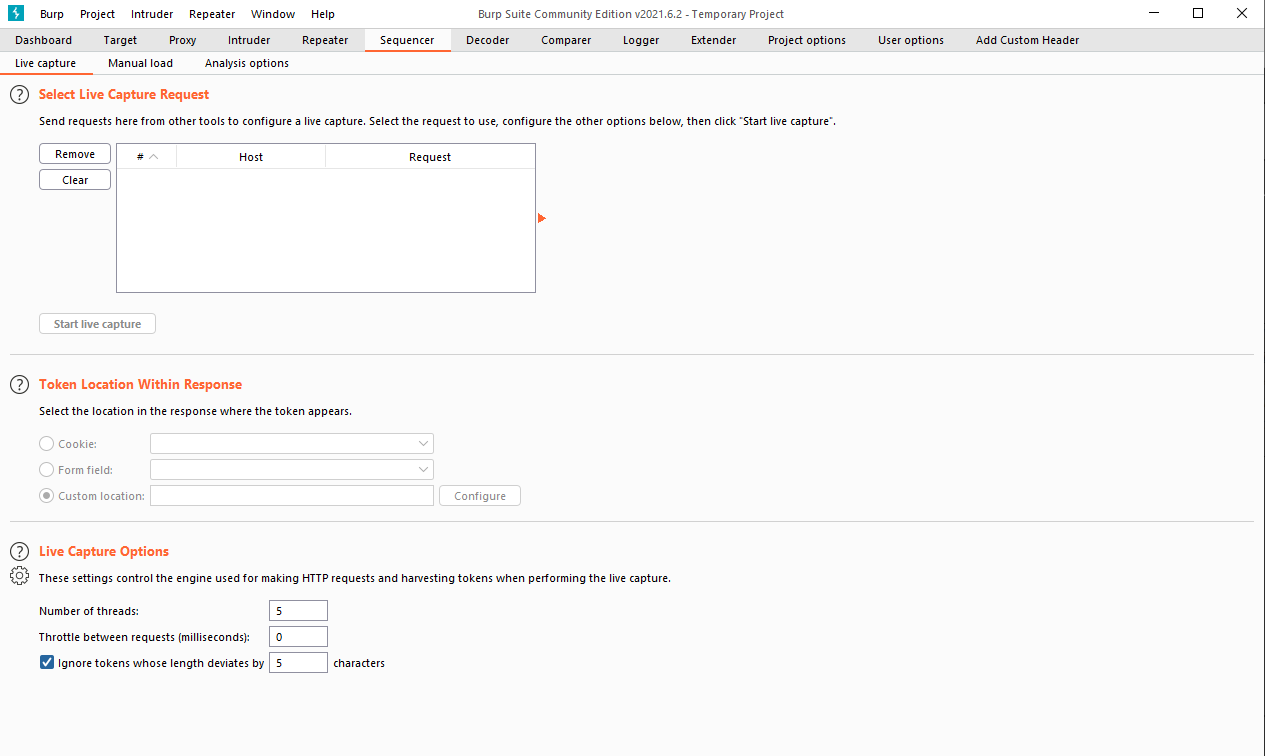 Burp Project Intruder Repeater Window Help Burp Suite Community Edition v2021.6.2 - Temporary Project
Dashboard Target Proxy Intruder Repeater Sequencer Decoder Comparer Logger Extender Project options User options Add Custom Header
Live capture Manual load Analysis options
? Select Live Capture Request
Send requests here from other tools to configure a live capture. Select the request to use, configure the other options below, then click "Start live capture".
Remove # Host Request
Clear
Start live capture
? Token Location Within Response
Select the location in the response where the token appears.
Cookie:
Form field:
Custom location: Configure
? Live Capture Options
These settings control the engine used for making HTTP requests and harvesting tokens when performing the live capture.
Number of threads: 5
Throttle between requests (milliseconds): 0
Ignore tokens whose length deviates by 5 characters